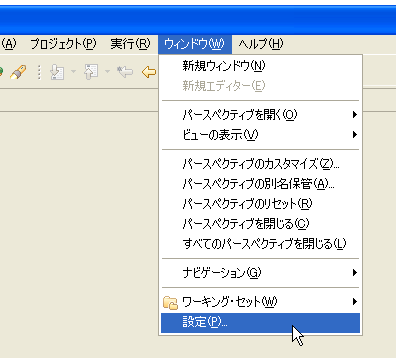 (A) プロジェクト(P) 実行(R) ウィンドウ(W) ヘルプ(H)
新規ウィンドウ(N)
新規エディター(E)
パースペクティブを開く(O)
ビューの表示(V)
パースペクティブのカスタマイズ(Z)...
パースペクティブの別名保管(A)...
パースペクティブのリセット(R)
パースペクティブを閉じる(C)
すべてのパースペクティブを閉じる(L)
ナビゲーション(G)
ワーキング・セット(W)
設定(P)...